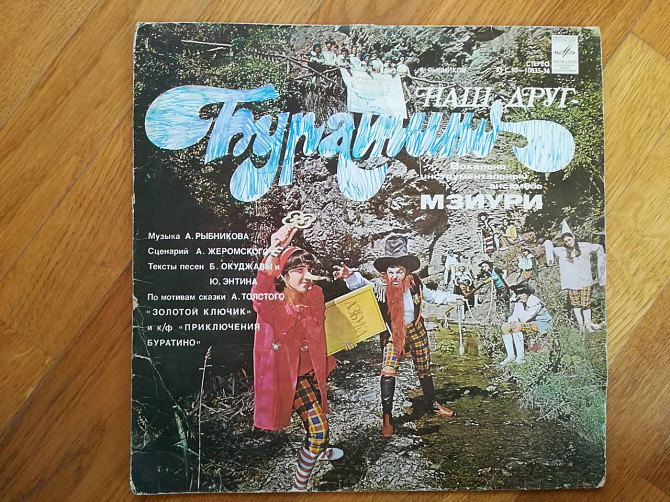 СТЕРЕО
НАШ ДРУГ
Буратино
Вокально-
инструментальный
ансамбль
МЗИУРИ
Музыка А. РЫБНИКОВА
Сценарий А. ЖЕРОМСКОГО
Тексты песен Б. ОКУДЖАВЫ и
Ю. ЭНТИНА
По мотивам сказки А. ТОЛСТОГО
"ЗОЛОТОЙ КЛЮЧИК"
и к/ф "ПРИКЛЮЧЕНИЯ
БУРАТИНО"
АЗБУКА